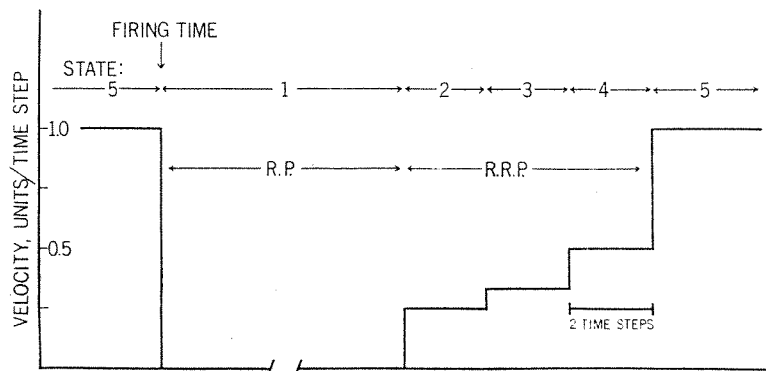 FIRING TIME
STATE:
5 1 2 3 4 5
1.0
R.P. R.R.P.
VELOCITY, UNITS/TIME STEP
0.5
2 TIME STEPS